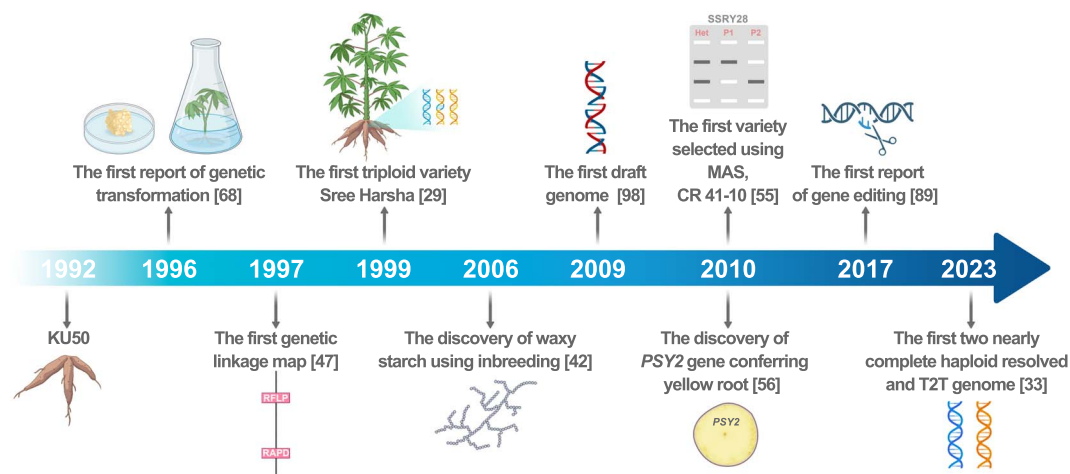 SSRY28
Het P1 P2
The first report of genetic
transformation [68]
The first triploid variety
Sree Harsha [29]
The first draft
genome [98]
The first variety
selected using
MAS,
CR 41-10 [55]
The first report
of gene editing [89]
1992 1996 1997 1999 2006 2009 2010 2017 2023
KU50
The first genetic
linkage map [47]
RFLP
RAPD
The discovery of waxy
starch using inbreeding [42]
The discovery of
PSY2 gene conferring
yellow root [56]
PSY2
The first two nearly
complete haploid resolved
and T2T genome [33]